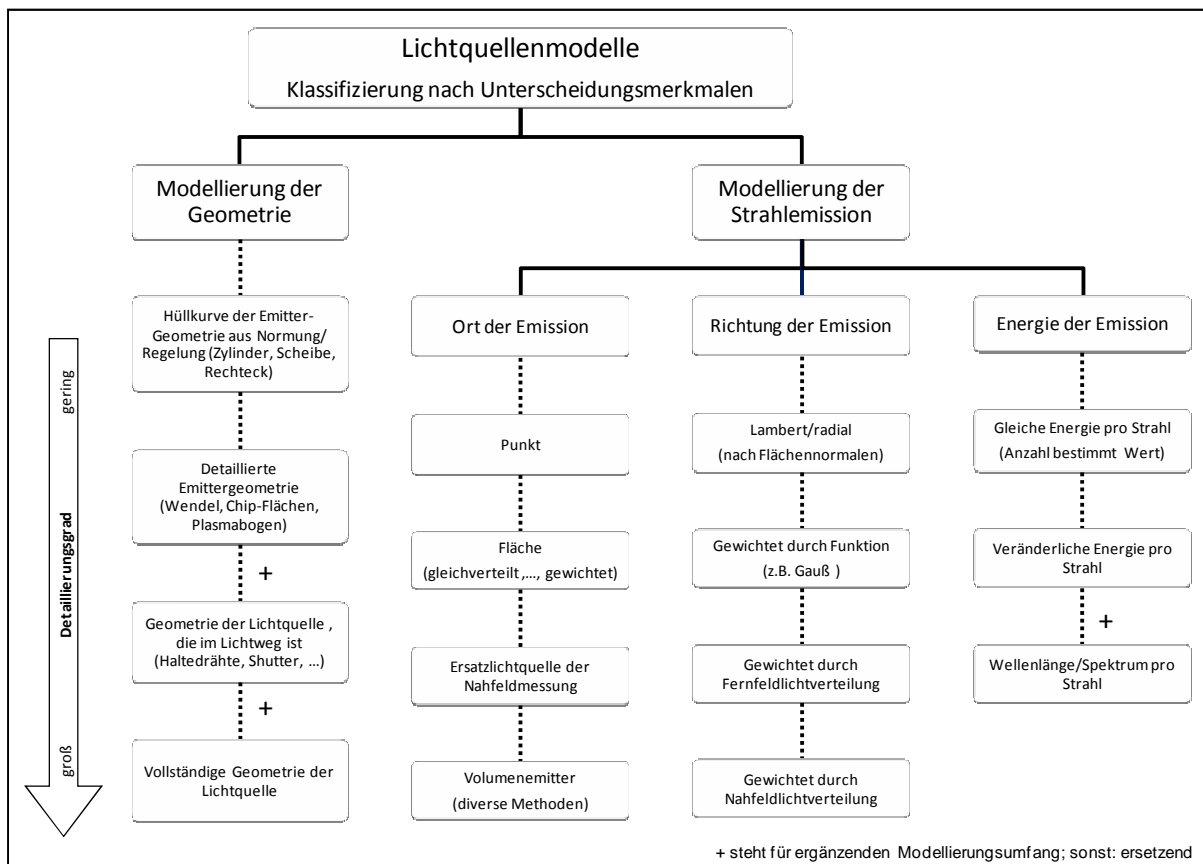 Lichtquellenmodelle
Klassifizierung nach Unterscheidungsmerkmalen
Modellierung der
Geometrie
Modellierung der
Strahlemission
Hüllkurve der Emitter-
Geometrie aus Normung/
Regelung (Zylinder, Scheibe,
Rechteck)
Detaillierte
Emittergeometrie
(Wendel, Chip-Flächen,
Plasmabogen)
+
Geometrie der Lichtquelle ,
die im Lichtweg ist
(Haltedrähte, Shutter, ...)
+
Vollständige Geometrie der
Lichtquelle
Ort der Emission
Punkt
Fläche
(gleichverteilt ,..., gewichtet)
Ersatzlichtquelle der
Nahfeldmessung
Volumenemitter
(diverse Methoden)
Richtung der Emission
Lambert/radial
(nach Flächennormalen)
Gewichtet durch Funktion
(z.B. Gauß )
Gewichtet durch
Fernfeldlichtverteilung
Gewichtet durch
Nahfeldlichtverteilung
Energie der Emission
Gleiche Energie pro Strahl
(Anzahl bestimmt Wert)
Veränderliche Energie pro
Strahl
+
Wellenlänge/Spektrum pro
Strahl
gering
Detaillierungsgrad
groß
+ steht für ergänzenden Modellierungsumfang; sonst: ersetzend